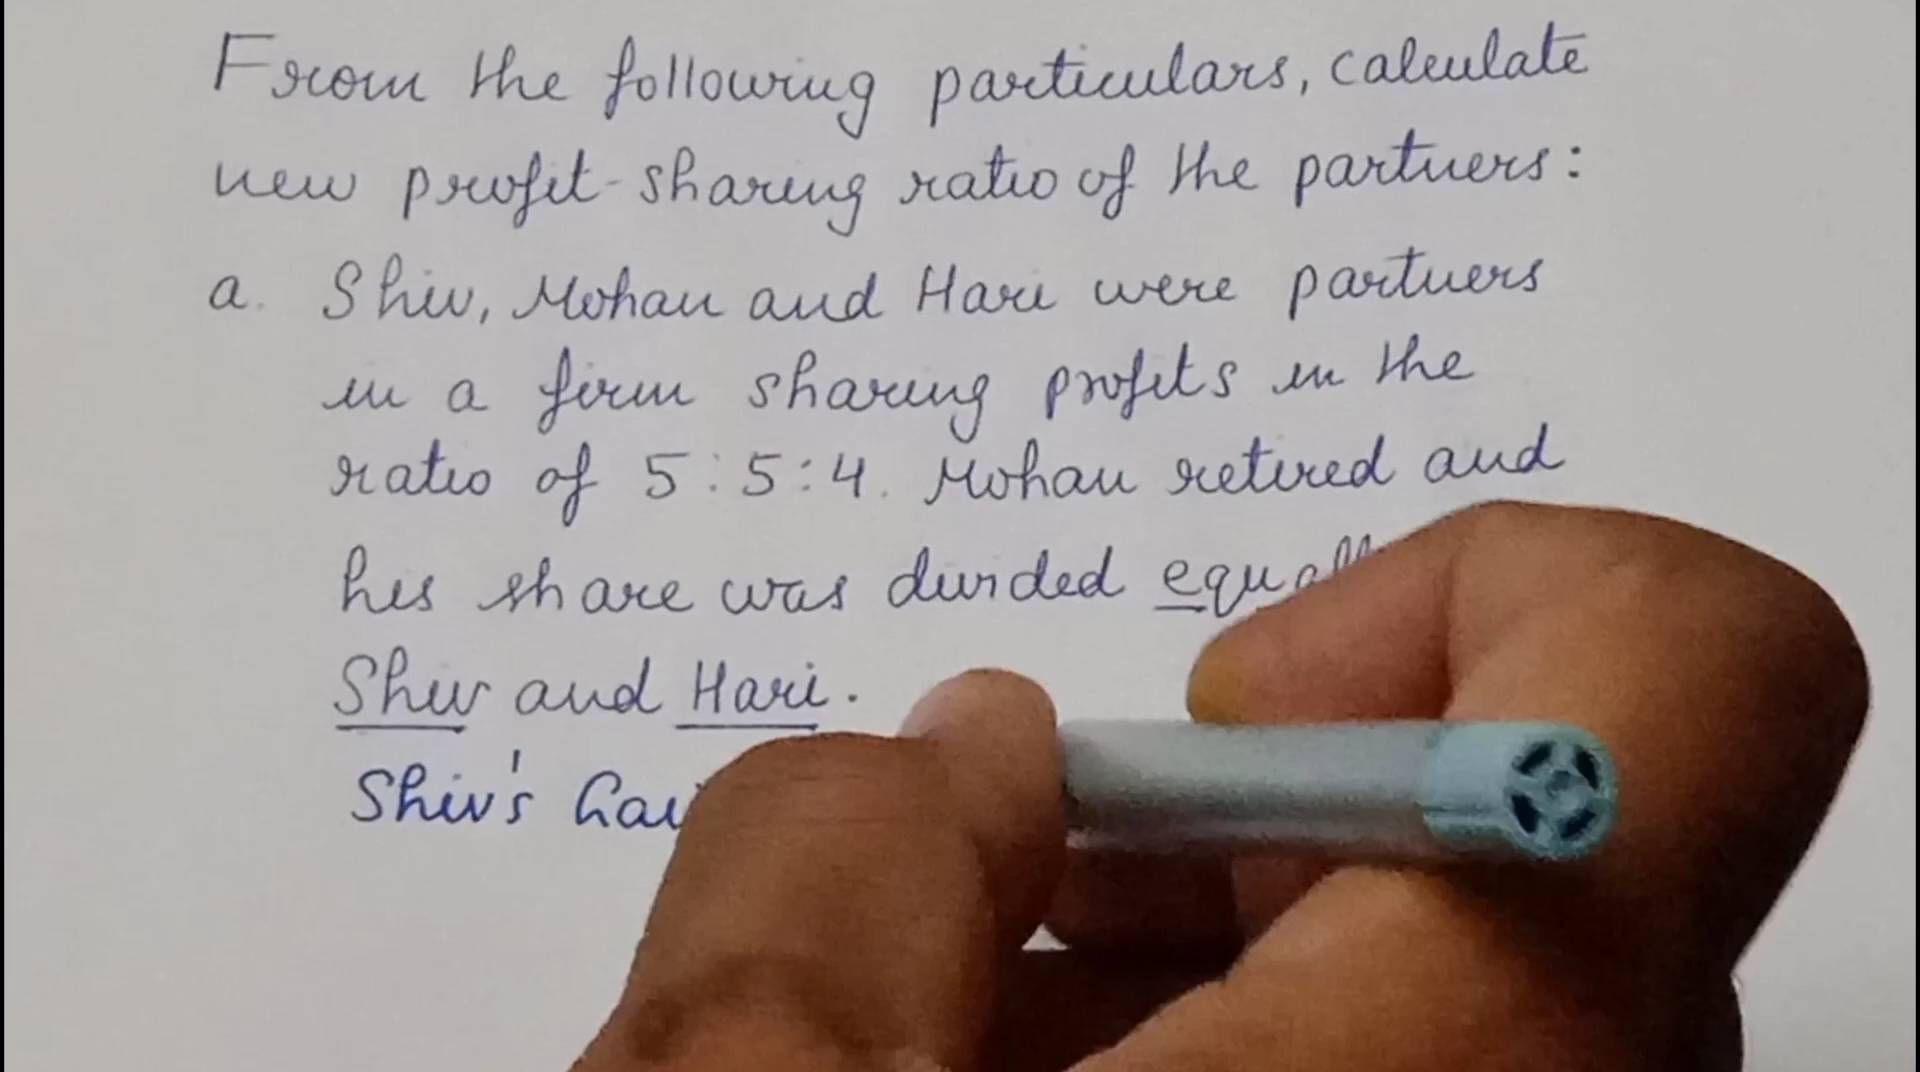 From the following particulars, calculate
new profit-sharing ratio of the partners:
a. Shiv, Mohan and Hari were partners
in a firm sharing profits in the
ratio of 5:5:4. Mohan retired and
his share was divided
Shiv and Hari.
Shiv's